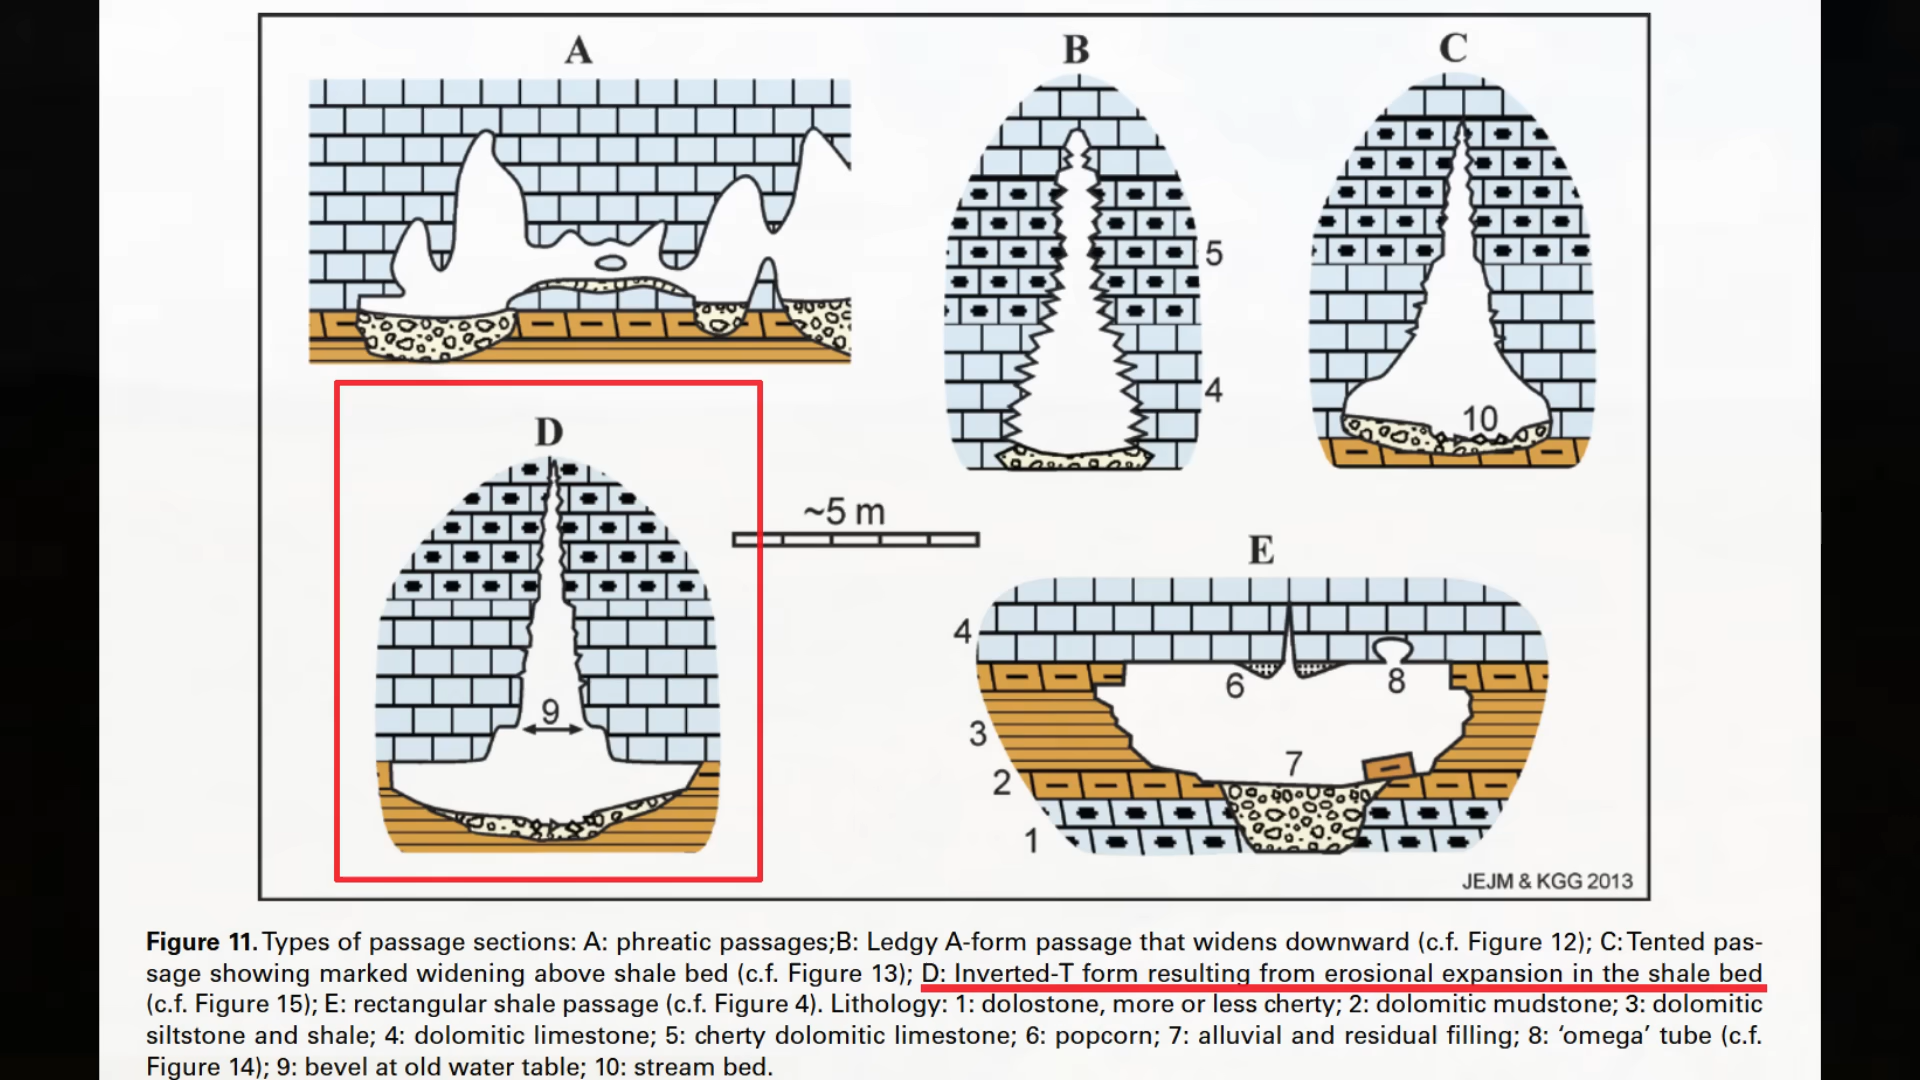 A
B
C
5
4
10
D
~5 m
E
9
4
6
8
3
7
2
1
JEJM & KGG 2013
Figure 11. Types of passage sections: A: phreatic passages;B: Ledgy A-form passage that widens downward (c.f. Figure 12); C: Tented pas-
sage showing marked widening above shale bed (c.f. Figure 13); D: Inverted-T form resulting from erosional expansion in the shale bed
(c.f. Figure 15); E: rectangular shale passage (c.f. Figure 4). Lithology: 1: dolostone, more or less cherty; 2: dolomitic mudstone; 3: dolomitic
siltstone and shale; 4: dolomitic limestone; 5: cherty dolomitic limestone; 6: popcorn; 7: alluvial and residual filling; 8: ‘omega’ tube (c.f.
Figure 14); 9: bevel at old water table; 10: stream bed.